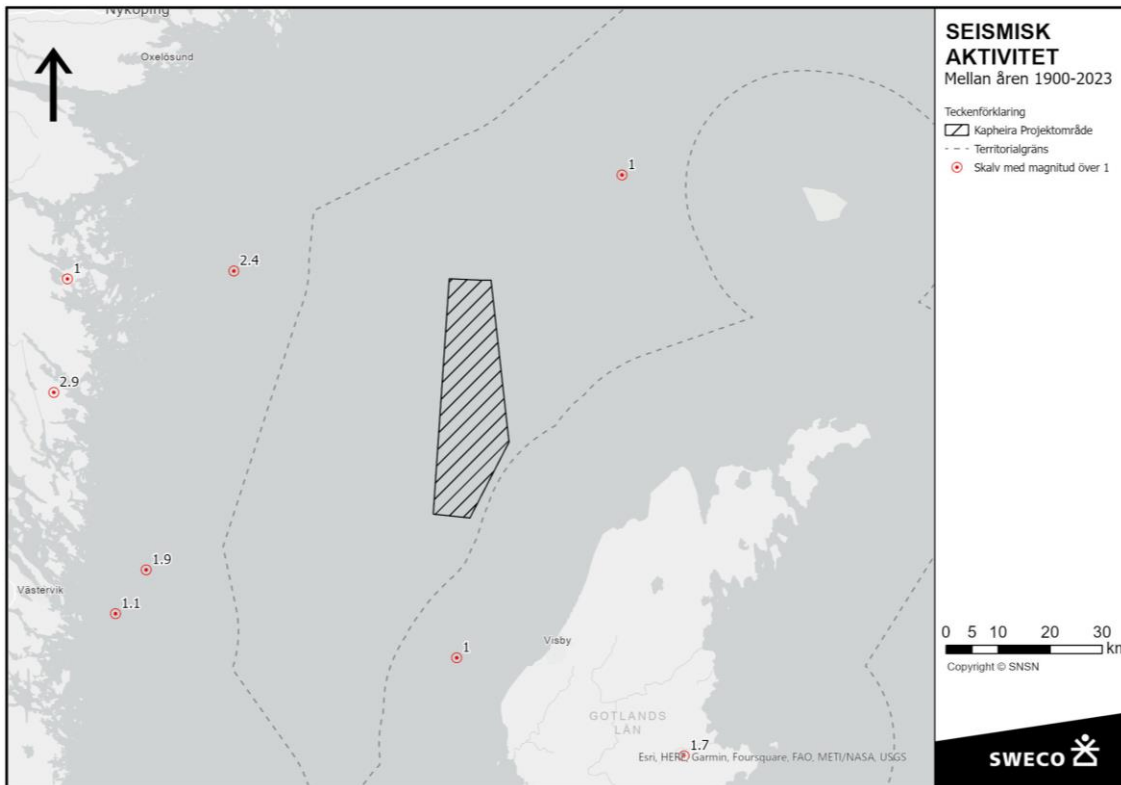 Nyköping
Oxelösund
1
2.4
1
2.9
1.9
1.1
Västervik
1
Visby
GOTLANDS
LÄN
1.7
Esri, HERE, Garmin, Foursquare, FAO, METI/NASA, USGS
SEISMISK
AKTIVITET
Mellan åren 1900-2023
Teckenförklaring
Kapheira Projektområde
Territorialgräns
Skalv med magnitud över 1
0 5 10 20 30
km
Copyright © SNSN
SWECO